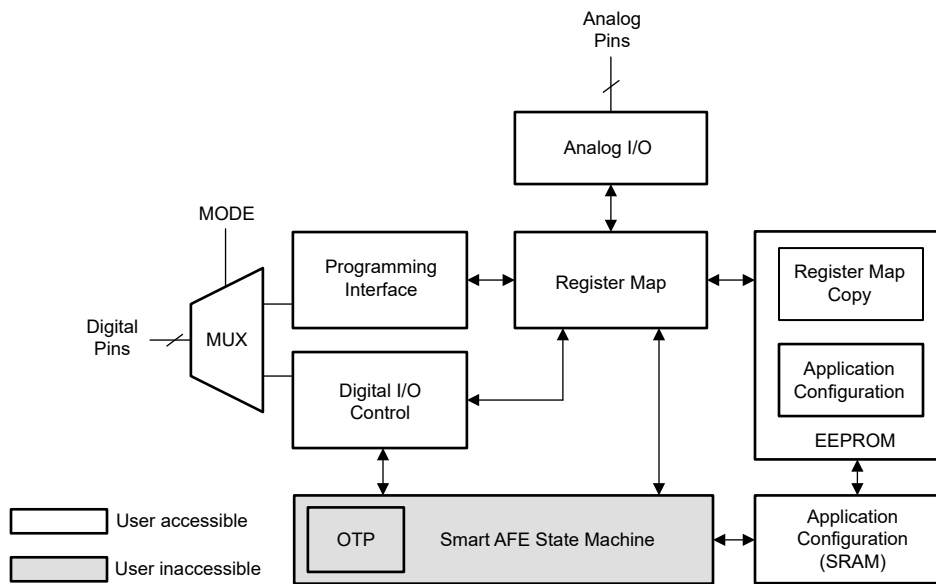 Analog
Pins
Analog I/O
MODE
Programming
Interface
Register Map
Register Map
Copy
Digital
Pins
MUX
Digital I/O
Control
Application
Configuration
EEPROM
User accessible
User inaccessible
OTP
Smart AFE State Machine
Application
Configuration
(SRAM)